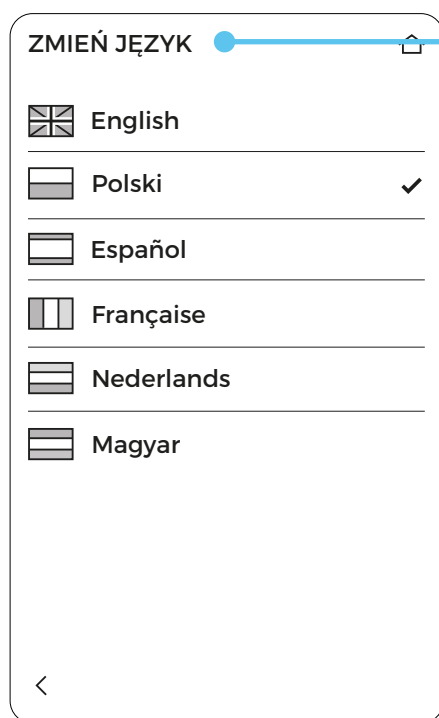 ZMIEŃ JĘZYK
English
Polski
Español
Française
Nederlands
Magyar